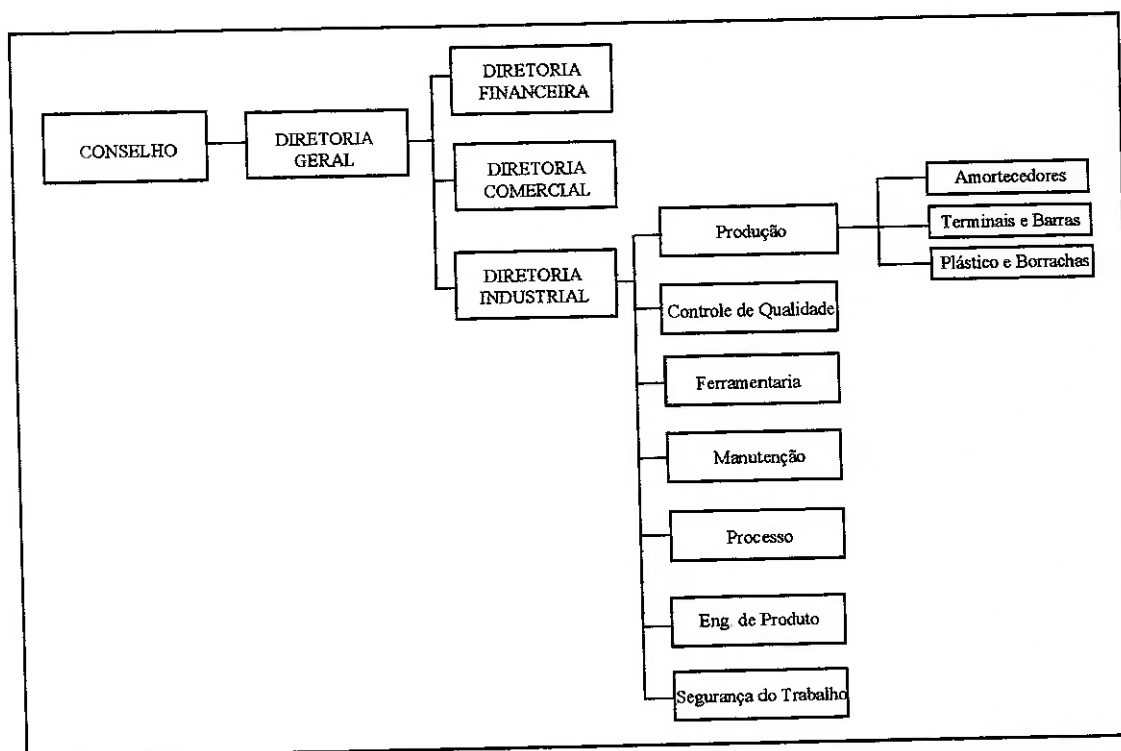 CONSELHO
DIRETORIA
GERAL
DIRETORIA
FINANCEIRA
DIRETORIA
COMERCIAL
DIRETORIA
INDUSTRIAL
Produção
Controle de Qualidade
Ferramentaria
Manutenção
Processo
Eng. de Produto
Segurança do Trabalho
Amortecedores
Terminais e Barras
Plástico e Borrachas